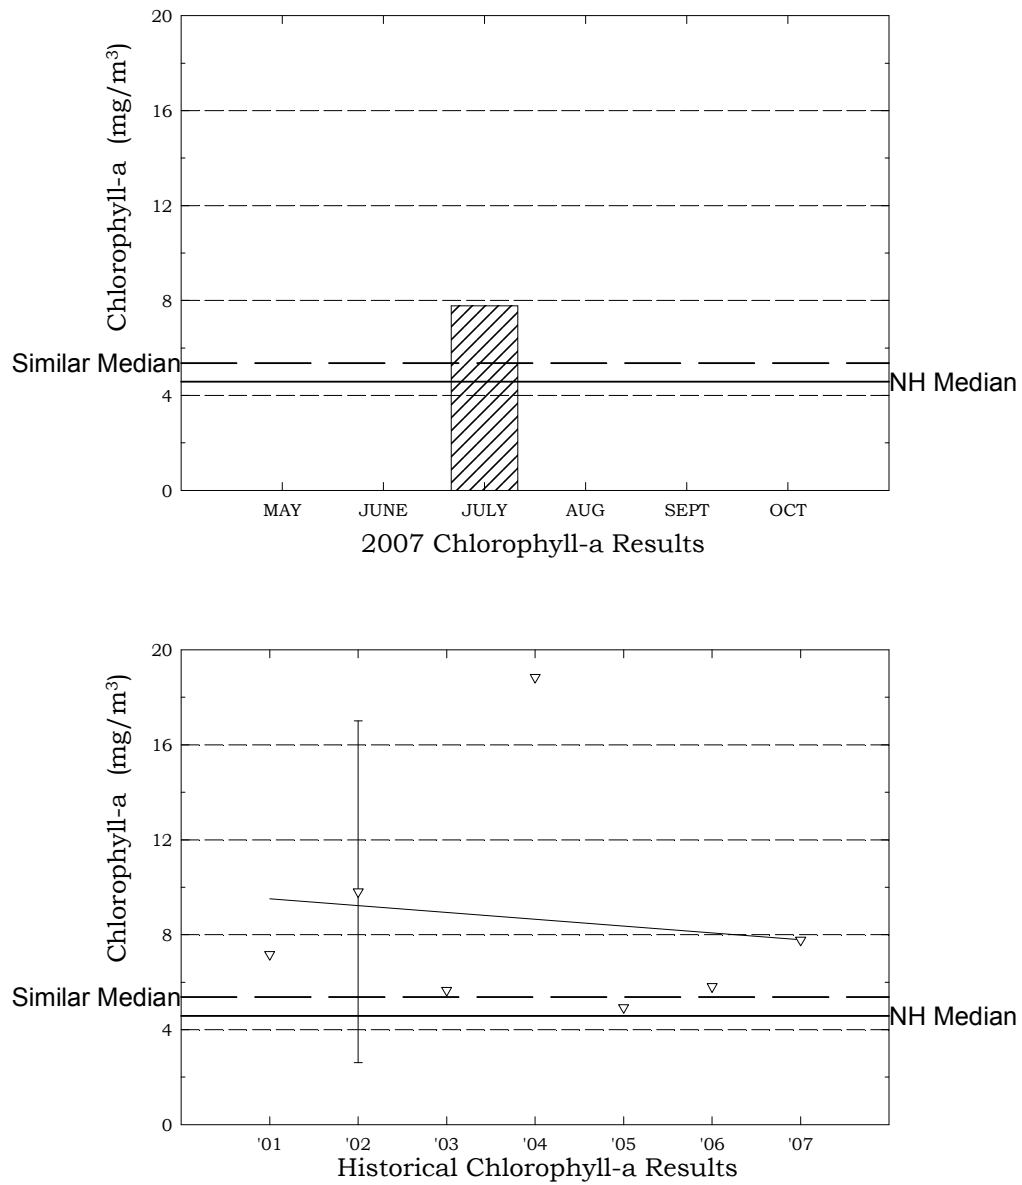 20
16
12
8
4
0
Chlorophyll-a (mg/m³)
Similar Median
NH Median
MAY JUNE JULY AUG SEPT OCT
2007 Chlorophyll-a Results
20
16
12
8
4
0
Chlorophyll-a (mg/m³)
Similar Median
NH Median
'01 '02 '03 '04 '05 '06 '07
Historical Chlorophyll-a Results